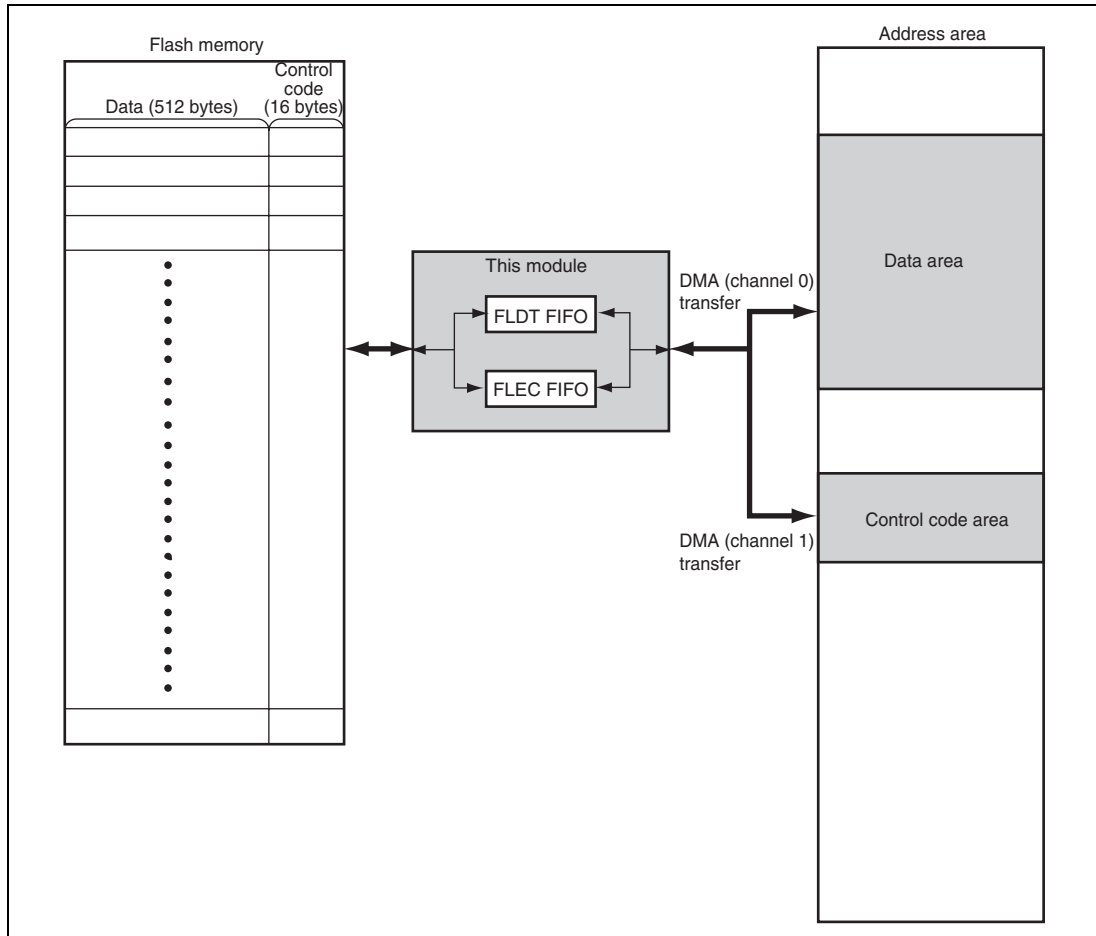 Flash memory
Control
code
Data (512 bytes) (16 bytes)
This module
FLDT FIFO
FLEC FIFO
DMA (channel 0)
transfer
DMA (channel 1)
transfer
Address area
Data area
Control code area